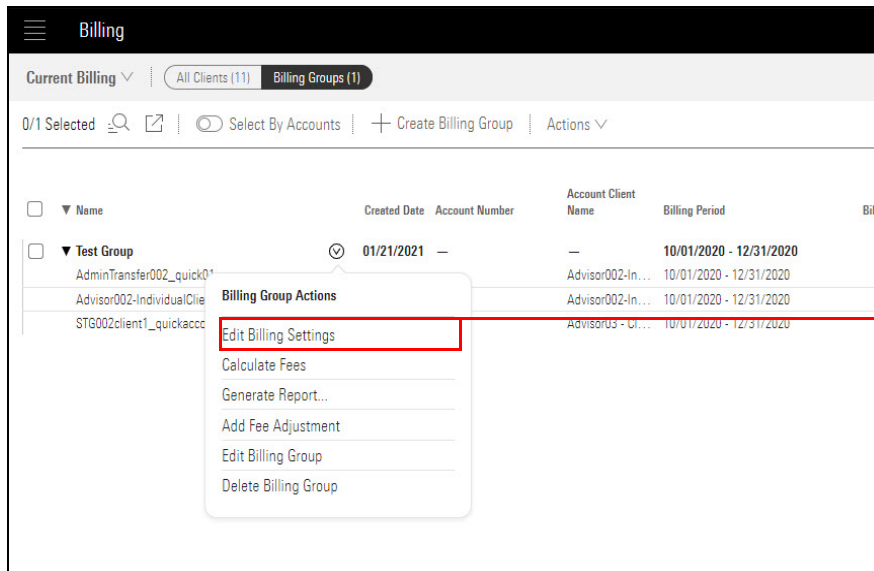 Billing
Current Billing All Clients (11) Billing Groups (1)
0/1 Selected Select By Accounts Create Billing Group Actions
Name Created Date Account Number Account Client Name Billing Period
Test Group 01/21/2021 — — 10/01/2020 - 12/31/2020
AdminTransfer002_quick01 Advisor002-In... 10/01/2020 - 12/31/2020
Advisor002-IndividualClie Advisor002-In... 10/01/2020 - 12/31/2020
STG002client1_quickacco Advisor03 - Cl... 10/01/2020 - 12/31/2020
Billing Group Actions
Edit Billing Settings
Calculate Fees
Generate Report...
Add Fee Adjustment
Edit Billing Group
Delete Billing Group